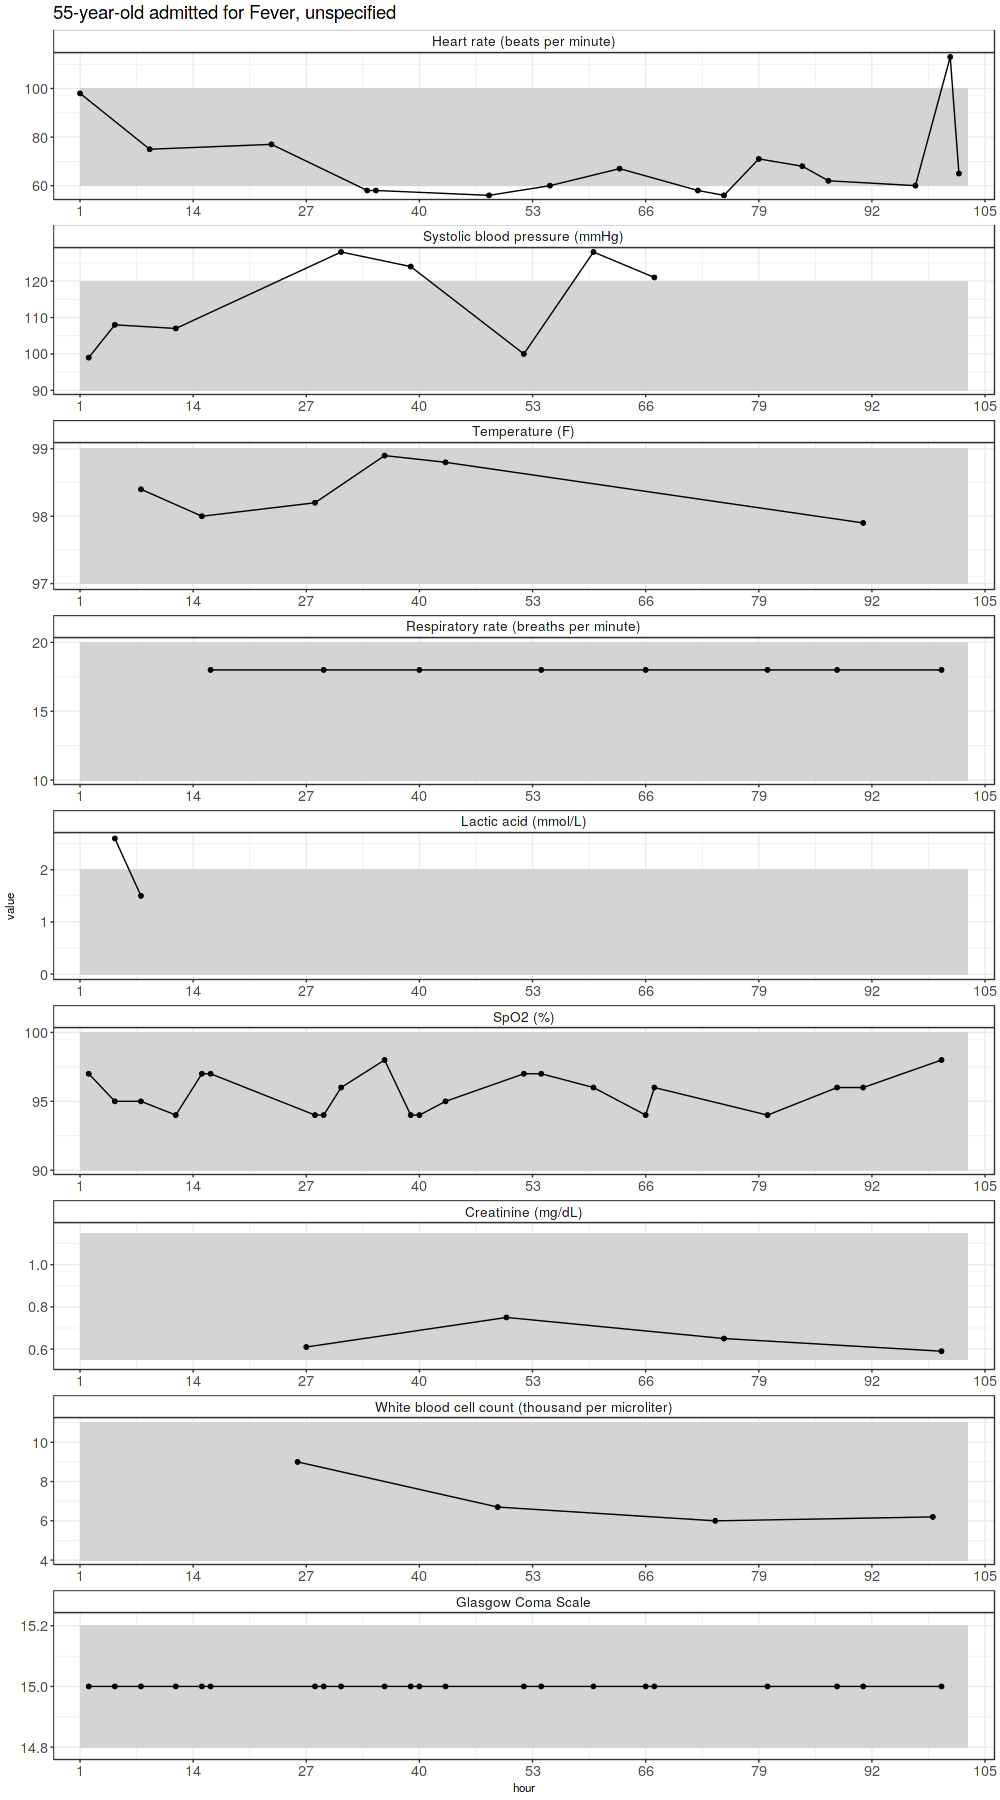 55-year-old admitted for Fever, unspecified
Heart rate (beats per minute)
100
80
60
1 14 27 40 53 66 79 92 105
Systolic blood pressure (mmHg)
120
110
100
90
1 14 27 40 53 66 79 92 105
Temperature (F)
99
98
97
1 14 27 40 53 66 79 92 105
Respiratory rate (breaths per minute)
20
15
10
1 14 27 40 53 66 79 92 105
Lactic acid (mmol/L)
2
1
0
1 14 27 40 53 66 79 92 105
value
SpO2 (%)
100
95
90
1 14 27 40 53 66 79 92 105
Creatinine (mg/dL)
1.0
0.8
0.6
1 14 27 40 53 66 79 92 105
White blood cell count (thousand per microliter)
10
8
6
4
1 14 27 40 53 66 79 92 105
Glasgow Coma Scale
15.2
15.0
14.8
1 14 27 40 53 66 79 92 105
hour